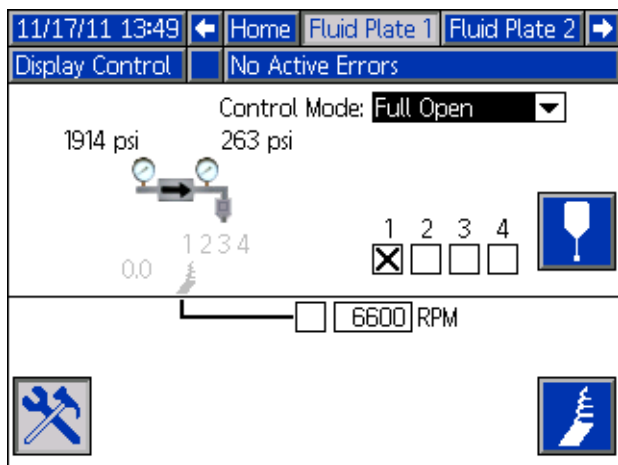 11/17/11 13:49 Home Fluid Plate 1 Fluid Plate 2
Display Control No Active Errors
Control Mode: Full Open
1914 psi 263 psi
1 2 3 4
1 2 3 4
0.0
6600 RPM